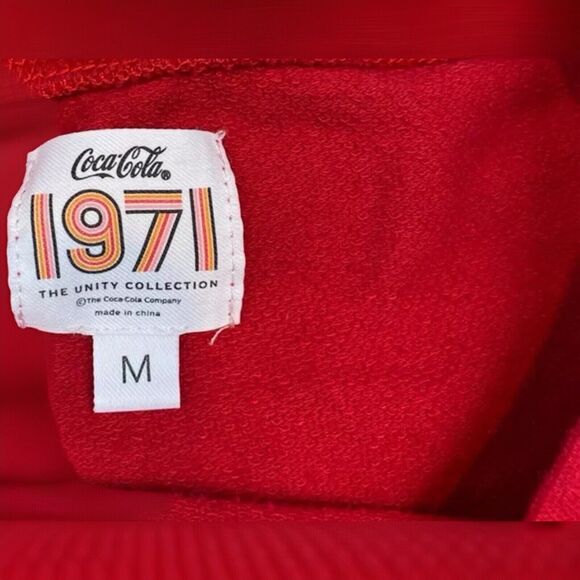 Coca-Cola®
1971
THE UNITY COLLECTION
©The Coca-Cola Company
made in china
M